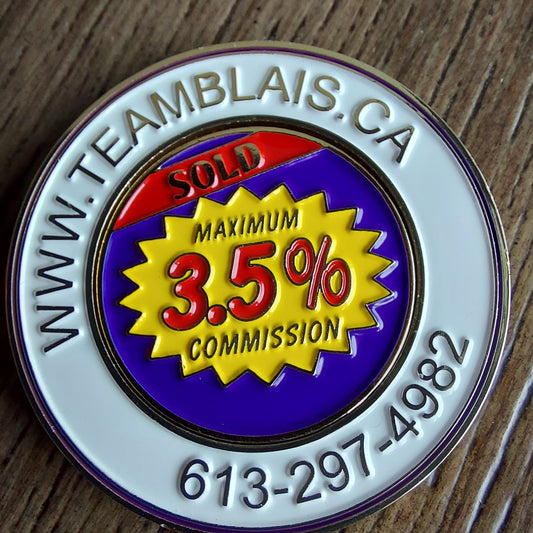 WWW.TEAMBLAIS.CA
SOLD
MAXIMUM
3.5%
COMMISSION
613-297-4982